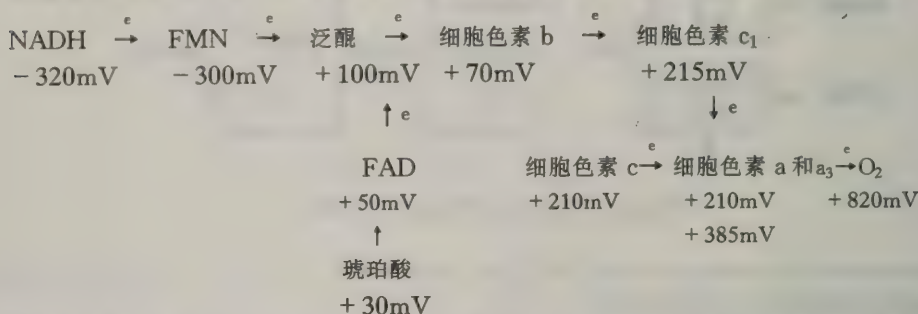 e e e e
NADH → FMN → 泛醌 → 细胞色素 b → 细胞色素 c₁
－320mV －300mV ＋100mV ＋70mV ＋215mV
↑ e ↓ e
e e
FAD 细胞色素 c→ 细胞色素 a 和a₃→O₂
＋50mV ＋210mV ＋210mV ＋820mV
↑ ＋385mV
琥珀酸
＋30mV